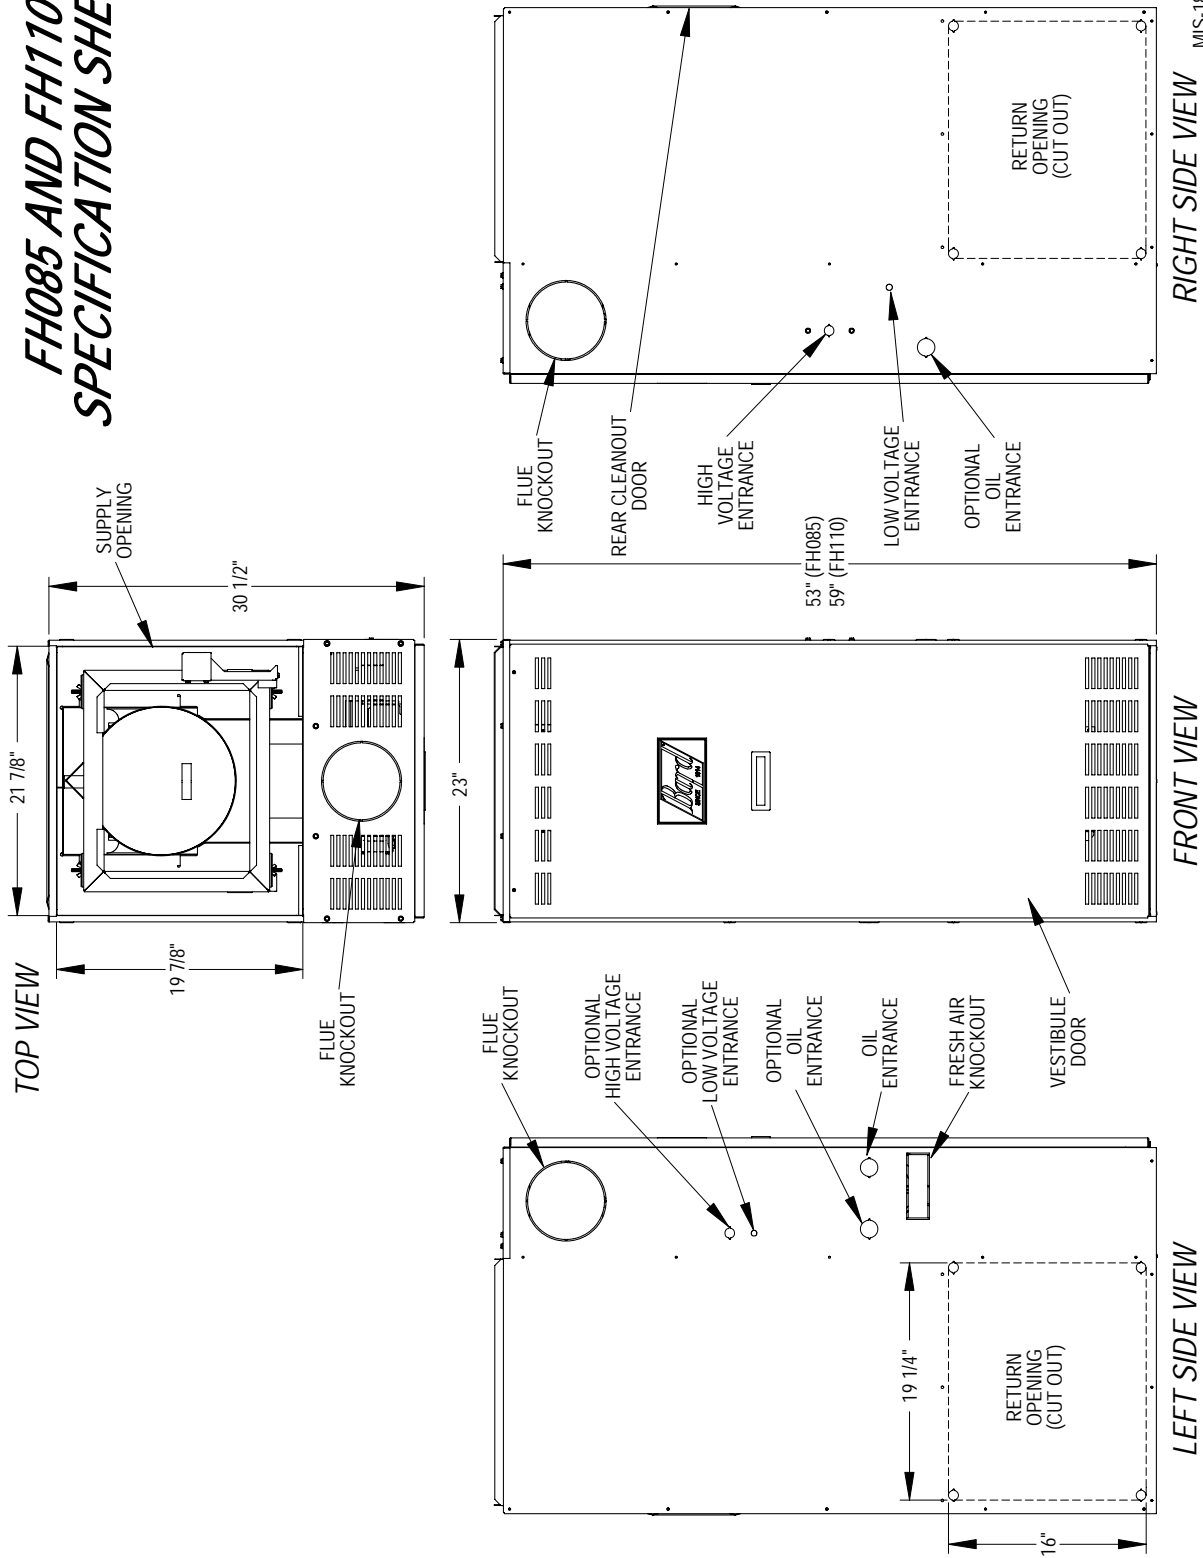 FH085 AND FH110
TOP VIEW
21 7/8"
19 7/8"
30 1/2"
SUPPLY
OPENING
FLUE
KNOCKOUT
LEFT SIDE VIEW
FLUE
KNOCKOUT
OPTIONAL
HIGH VOLTAGE
ENTRANCE
OPTIONAL
LOW VOLTAGE
ENTRANCE
OPTIONAL
OIL
ENTRANCE
OIL
ENTRANCE
FRESH AIR
KNOCKOUT
19 1/4"
16"
RETURN
OPENING
(CUT OUT)
FRONT VIEW
23"
53" (FH085)
59" (FH110)
Bard
SINCE 1914
VESTIBULE
DOOR
RIGHT SIDE VIEW
FLUE
KNOCKOUT
REAR CLEANOUT
DOOR
HIGH
VOLTAGE
ENTRANCE
LOW VOLTAGE
ENTRANCE
OPTIONAL
OIL
ENTRANCE
RETURN
OPENING
(CUT OUT)
SPECIFICATION SHE